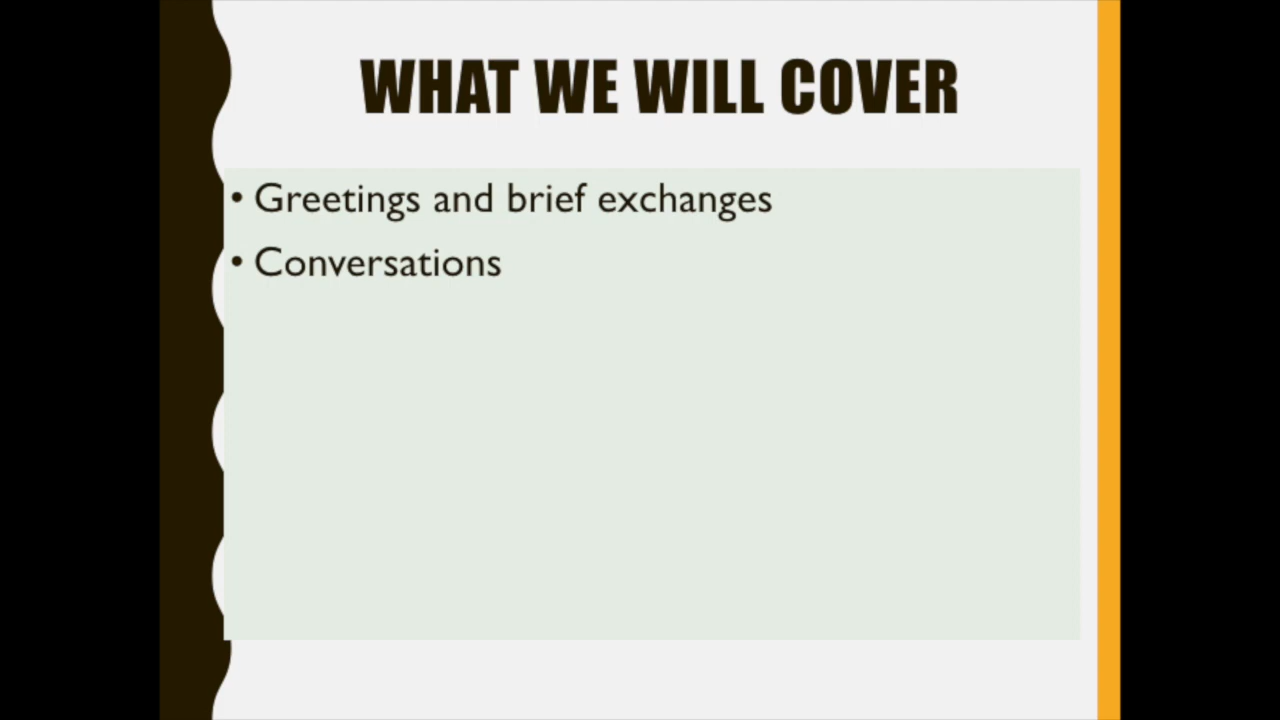 WHAT WE WILL COVER
• Greetings and brief exchanges
• Conversations